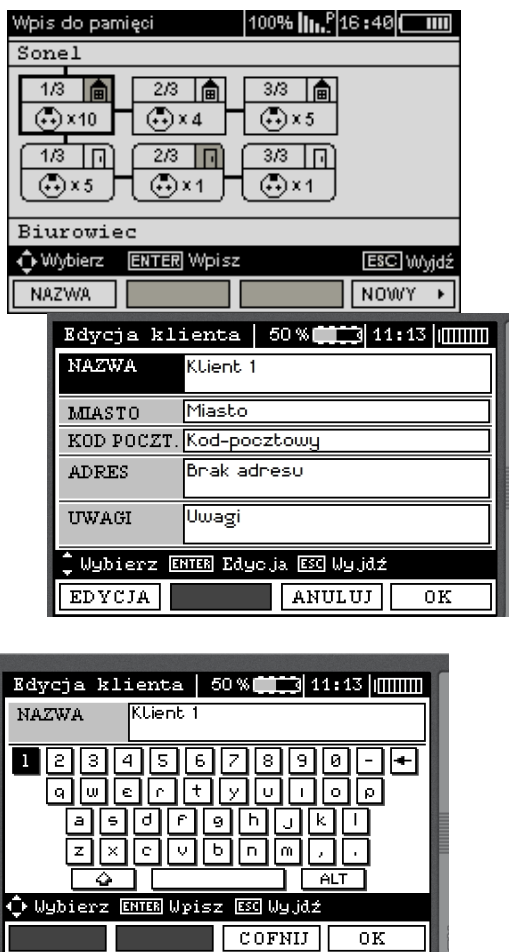 Wpis do pamięci 100% P 16:40
Sonel
1/3 2/3 3/3
x10 x4 x5
1/3 2/3 3/3
x5 x1 x1
Biurowiec
Wybierz ENTER Wpisz ESC Wyjdź
NAZWA NOWY
Edycja klienta 50% 11:13
NAZWA Klient 1
MIASTO Miasto
KOD POCZT. Kod-pocztowy
ADRES Brak adresu
UWAGI Uwagi
Wybierz ENTER Edycja ESC Wyjdź
EDYCJA ANULUJ OK
Edycja klienta 50% 11:13
NAZWA Klient 1
1 2 3 4 5 6 7 8 9 0 -
q w e r t y u i o p
a s d f g h j k l
z x c v b n m , .
ALT
Wybierz ENTER Wpisz ESC Wyjdź
COFNIJ OK